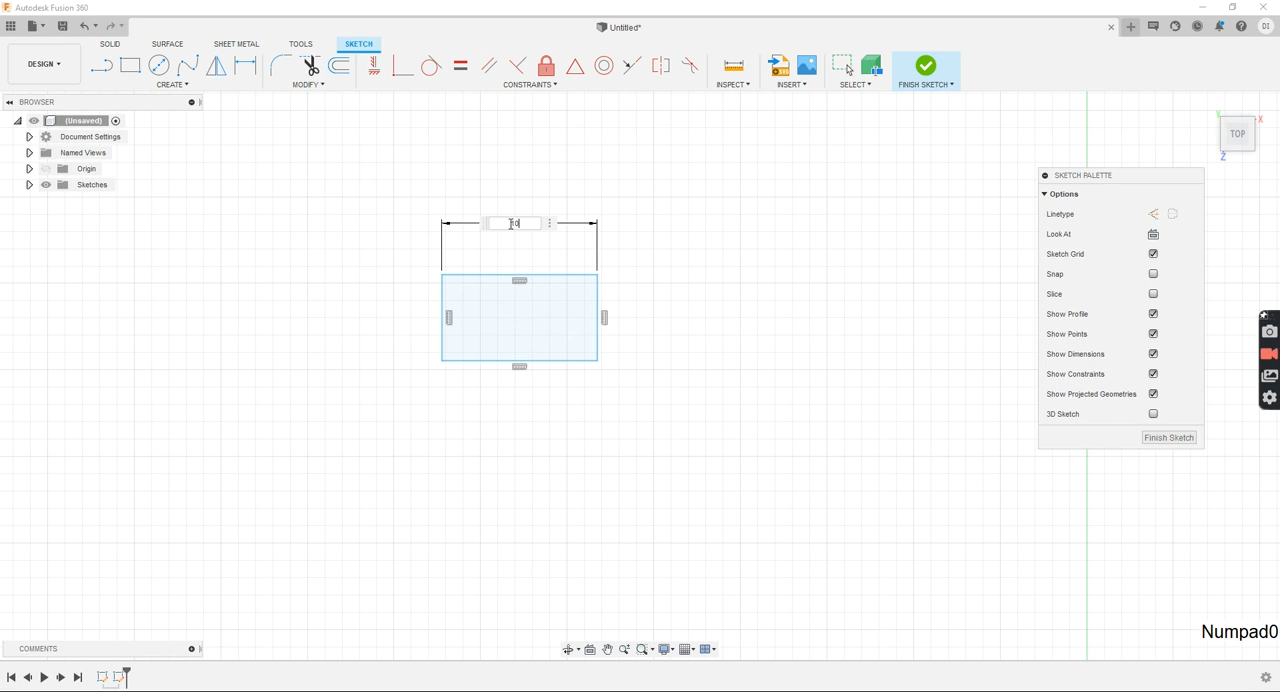 Autodesk Fusion 360
Untitled*
DI
DESIGN
SOLID SURFACE SHEET METAL TOOLS SKETCH
CREATE MODIFY CONSTRAINTS INSPECT INSERT SELECT FINISH SKETCH
BROWSER
(Unsaved)
Document Settings
Named Views
Origin
Sketches
10
TOP
X
Y
Z
SKETCH PALETTE
Options
Linetype
Look At
Sketch Grid
Snap
Slice
Show Profile
Show Points
Show Dimensions
Show Constraints
Show Projected Geometries
3D Sketch
Finish Sketch
Numpad0
COMMENTS